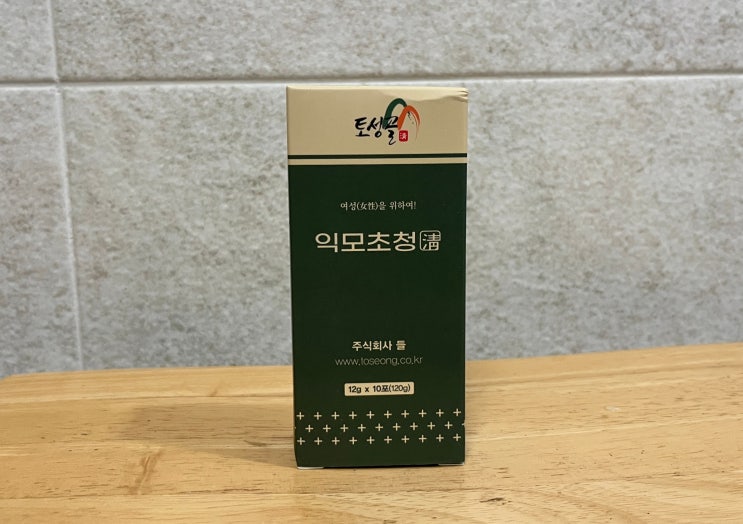 토성골
여성(女性)을 위하여!
익모초청淸
주식회사 들
www.toseong.co.kr
12g x 10포(120g)